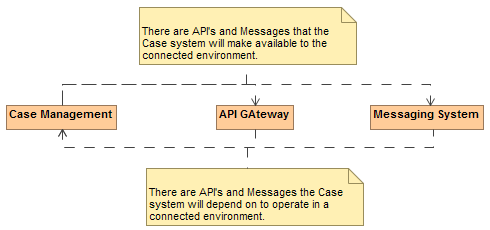 There are API's and Messages that the
Case system will make available to the
connected environment.
Case Management
API GAteway
Messaging System
There are API's and Messages the Case
system will depend on to operate in a
connected environment.